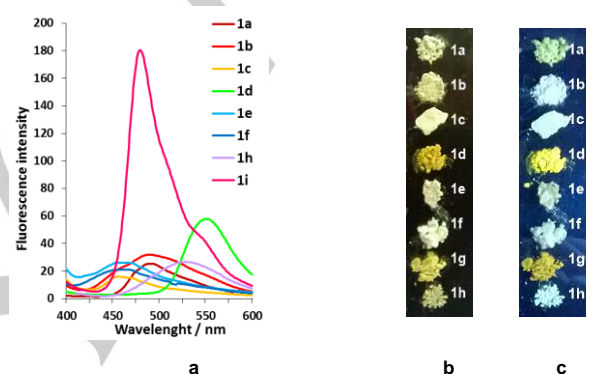 200
180
160
140
120
100
80
60
40
20
0
Fluorescence intensity
400 450 500 550 600
Wavelenght / nm
1a
1b
1c
1d
1e
1f
1h
1i
a
1a
1b
1c
1d
1e
1f
1g
1h
b
1a
1b
1c
1d
1e
1f
1g
1h
c